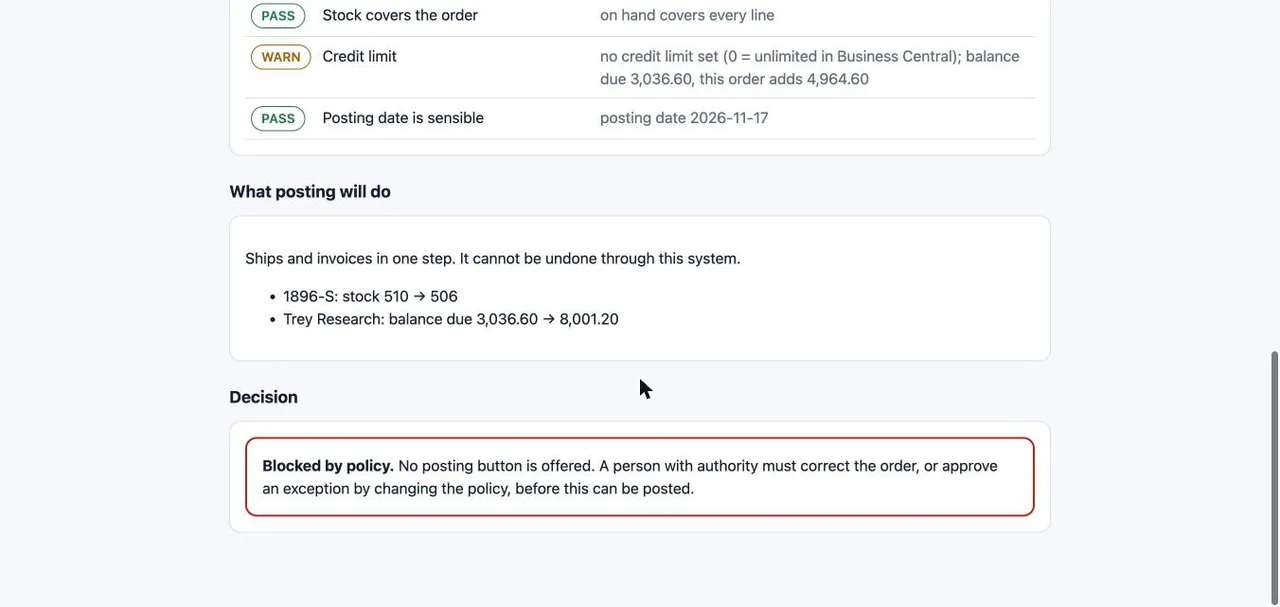 PASS Stock covers the order on hand covers every line
WARN Credit limit no credit limit set (0 = unlimited in Business Central); balance
due 3,036.60, this order adds 4,964.60
PASS Posting date is sensible posting date 2026-11-17
What posting will do
Ships and invoices in one step. It cannot be undone through this system.
• 1896-S: stock 510 → 506
• Trey Research: balance due 3,036.60 → 8,001.20
Decision
Blocked by policy. No posting button is offered. A person with authority must correct the order, or approve
an exception by changing the policy, before this can be posted.